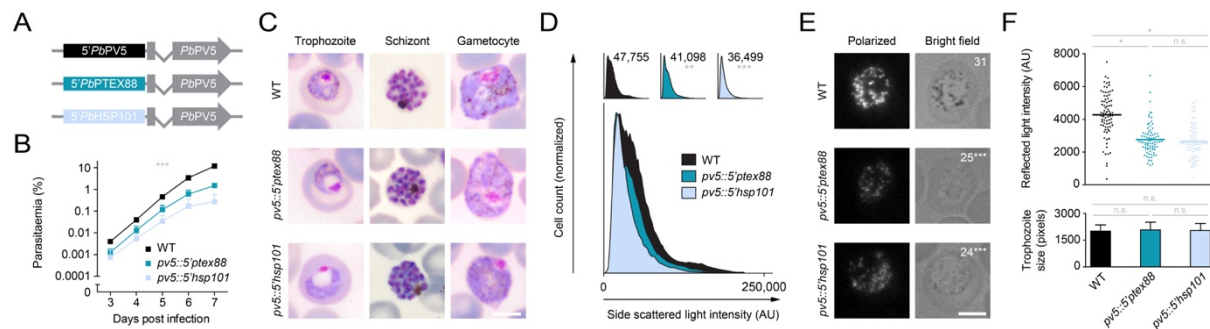 A
5'PbPV5 PbPV5
5'PbPTEX88 PbPV5
5'PbHSP101 PbPV5
B
***
Parasitaemia (%)
10
1
0.1
0.01
0.001
0.0001
0
3 4 5 6 7
Days post infection
WT
pv5::5'ptex88
pv5::5'hsp101
C
Trophozoite Schizont Gametocyte
WT
pv5::5'ptex88
pv5::5'hsp101
D
47,755 41,098 36,499
** ***
Cell count (normalized)
WT
pv5::5'ptex88
pv5::5'hsp101
0 250,000
Side scattered light intensity (AU)
E
Polarized Bright field
WT
31
pv5::5'ptex88
25***
pv5::5'hsp101
24***
F
*
* n.s.
Reflected light intensity (AU)
8000
6000
4000
2000
0
n.s.
n.s. n.s.
Trophozoite
size (pixels)
3000
1500
0
WT
pv5::5'ptex88
pv5::5'hsp101